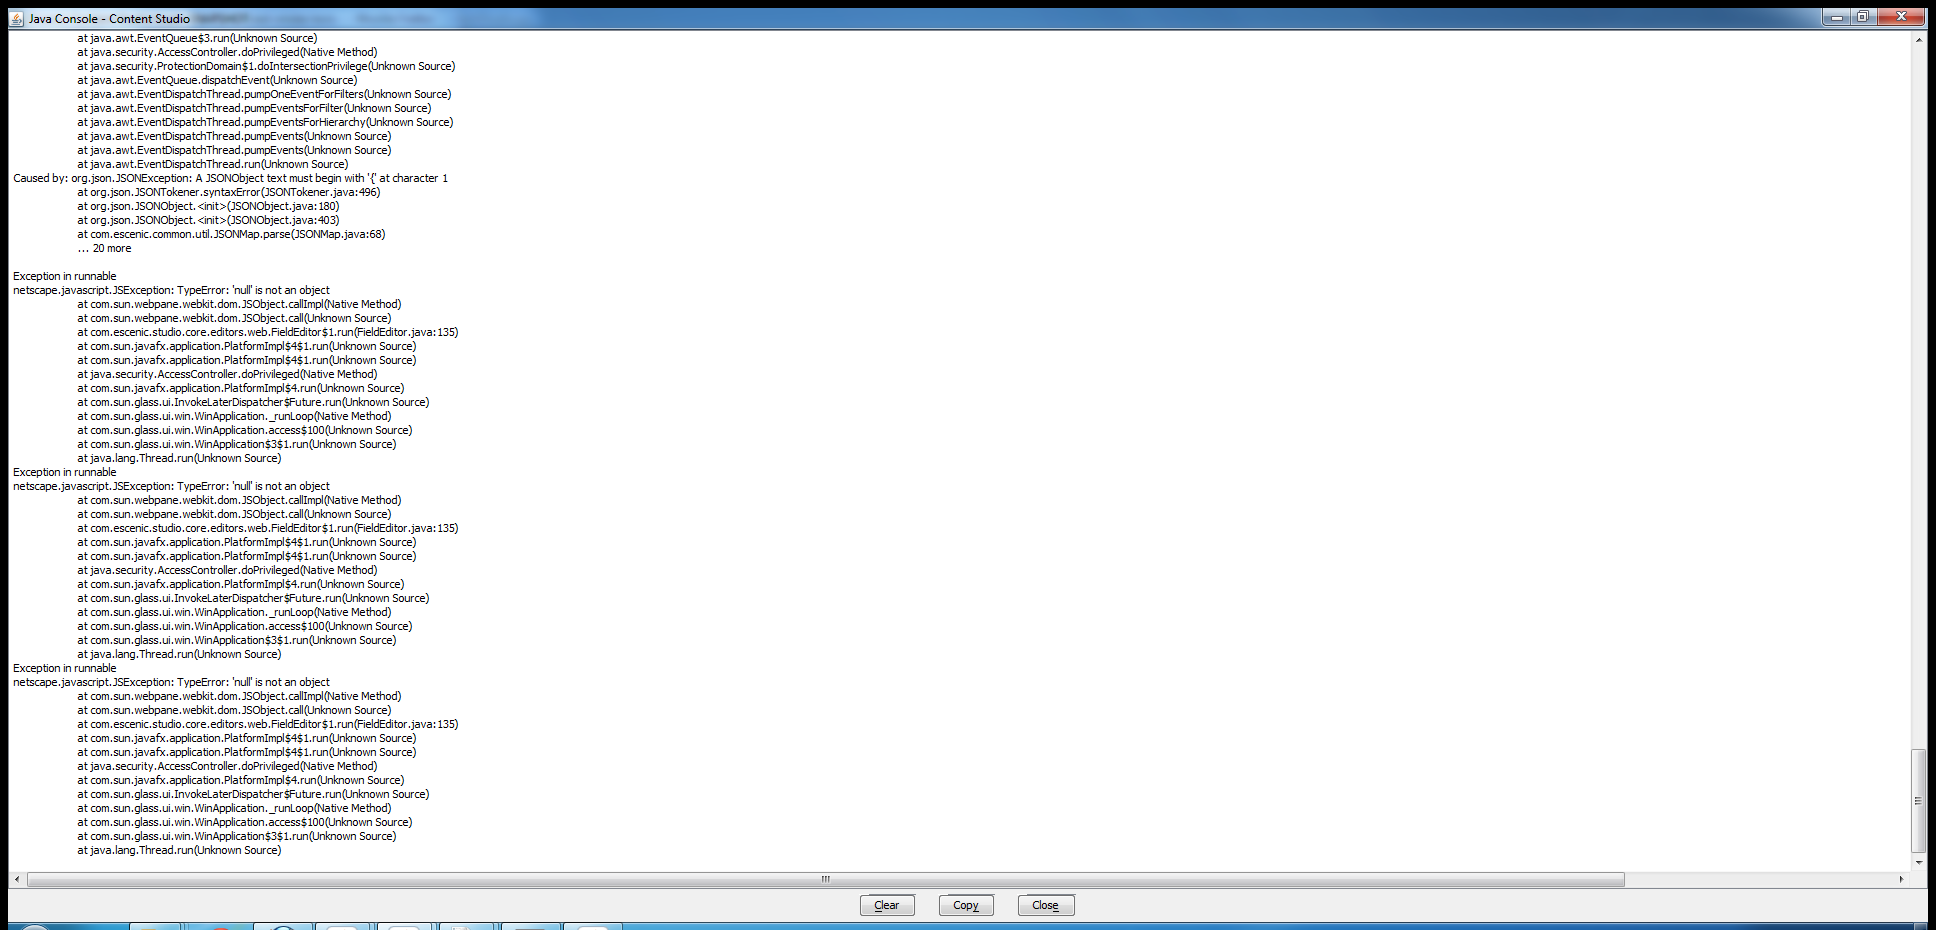 Java Console - Content Studio
at java.awt.EventQueue$3.run(Unknown Source)
at java.security.AccessController.doPrivileged(Native Method)
at java.security.ProtectionDomain$1.doIntersectionPrivilege(Unknown Source)
at java.awt.EventQueue.dispatchEvent(Unknown Source)
at java.awt.EventDispatchThread.pumpOneEventForFilters(Unknown Source)
at java.awt.EventDispatchThread.pumpEventsForFilter(Unknown Source)
at java.awt.EventDispatchThread.pumpEventsForHierarchy(Unknown Source)
at java.awt.EventDispatchThread.pumpEvents(Unknown Source)
at java.awt.EventDispatchThread.pumpEvents(Unknown Source)
at java.awt.EventDispatchThread.run(Unknown Source)
Caused by: org.json.JSONException: A JSONObject text must begin with '{' at character 1
at org.json.JSONTokener.syntaxError(JSONTokener.java:496)
at org.json.JSONObject.<init>(JSONObject.java:180)
at org.json.JSONObject.<init>(JSONObject.java:403)
at com.escenic.common.util.JSONMap.parse(JSONMap.java:68)
... 20 more
Exception in runnable
netscape.javascript.JSException: TypeError: 'null' is not an object
at com.sun.webpane.webkit.dom.JSObject.callImpl(Native Method)
at com.sun.webpane.webkit.dom.JSObject.call(Unknown Source)
at com.escenic.studio.core.editors.web.FieldEditor$1.run(FieldEditor.java:135)
at com.sun.javafx.application.PlatformImpl$4$1.run(Unknown Source)
at com.sun.javafx.application.PlatformImpl$4$1.run(Unknown Source)
at java.security.AccessController.doPrivileged(Native Method)
at com.sun.javafx.application.PlatformImpl$4.run(Unknown Source)
at com.sun.glass.ui.InvokeLaterDispatcher$Future.run(Unknown Source)
at com.sun.glass.ui.win.WinApplication._runLoop(Native Method)
at com.sun.glass.ui.win.WinApplication.access$100(Unknown Source)
at com.sun.glass.ui.win.WinApplication$3$1.run(Unknown Source)
at java.lang.Thread.run(Unknown Source)
Exception in runnable
netscape.javascript.JSException: TypeError: 'null' is not an object
at com.sun.webpane.webkit.dom.JSObject.callImpl(Native Method)
at com.sun.webpane.webkit.dom.JSObject.call(Unknown Source)
at com.escenic.studio.core.editors.web.FieldEditor$1.run(FieldEditor.java:135)
at com.sun.javafx.application.PlatformImpl$4$1.run(Unknown Source)
at com.sun.javafx.application.PlatformImpl$4$1.run(Unknown Source)
at java.security.AccessController.doPrivileged(Native Method)
at com.sun.javafx.application.PlatformImpl$4.run(Unknown Source)
at com.sun.glass.ui.InvokeLaterDispatcher$Future.run(Unknown Source)
at com.sun.glass.ui.win.WinApplication._runLoop(Native Method)
at com.sun.glass.ui.win.WinApplication.access$100(Unknown Source)
at com.sun.glass.ui.win.WinApplication$3$1.run(Unknown Source)
at java.lang.Thread.run(Unknown Source)
Exception in runnable
netscape.javascript.JSException: TypeError: 'null' is not an object
at com.sun.webpane.webkit.dom.JSObject.callImpl(Native Method)
at com.sun.webpane.webkit.dom.JSObject.call(Unknown Source)
at com.escenic.studio.core.editors.web.FieldEditor$1.run(FieldEditor.java:135)
at com.sun.javafx.application.PlatformImpl$4$1.run(Unknown Source)
at com.sun.javafx.application.PlatformImpl$4$1.run(Unknown Source)
at java.security.AccessController.doPrivileged(Native Method)
at com.sun.javafx.application.PlatformImpl$4.run(Unknown Source)
at com.sun.glass.ui.InvokeLaterDispatcher$Future.run(Unknown Source)
at com.sun.glass.ui.win.WinApplication._runLoop(Native Method)
at com.sun.glass.ui.win.WinApplication.access$100(Unknown Source)
at com.sun.glass.ui.win.WinApplication$3$1.run(Unknown Source)
at java.lang.Thread.run(Unknown Source)
Clear Copy Close